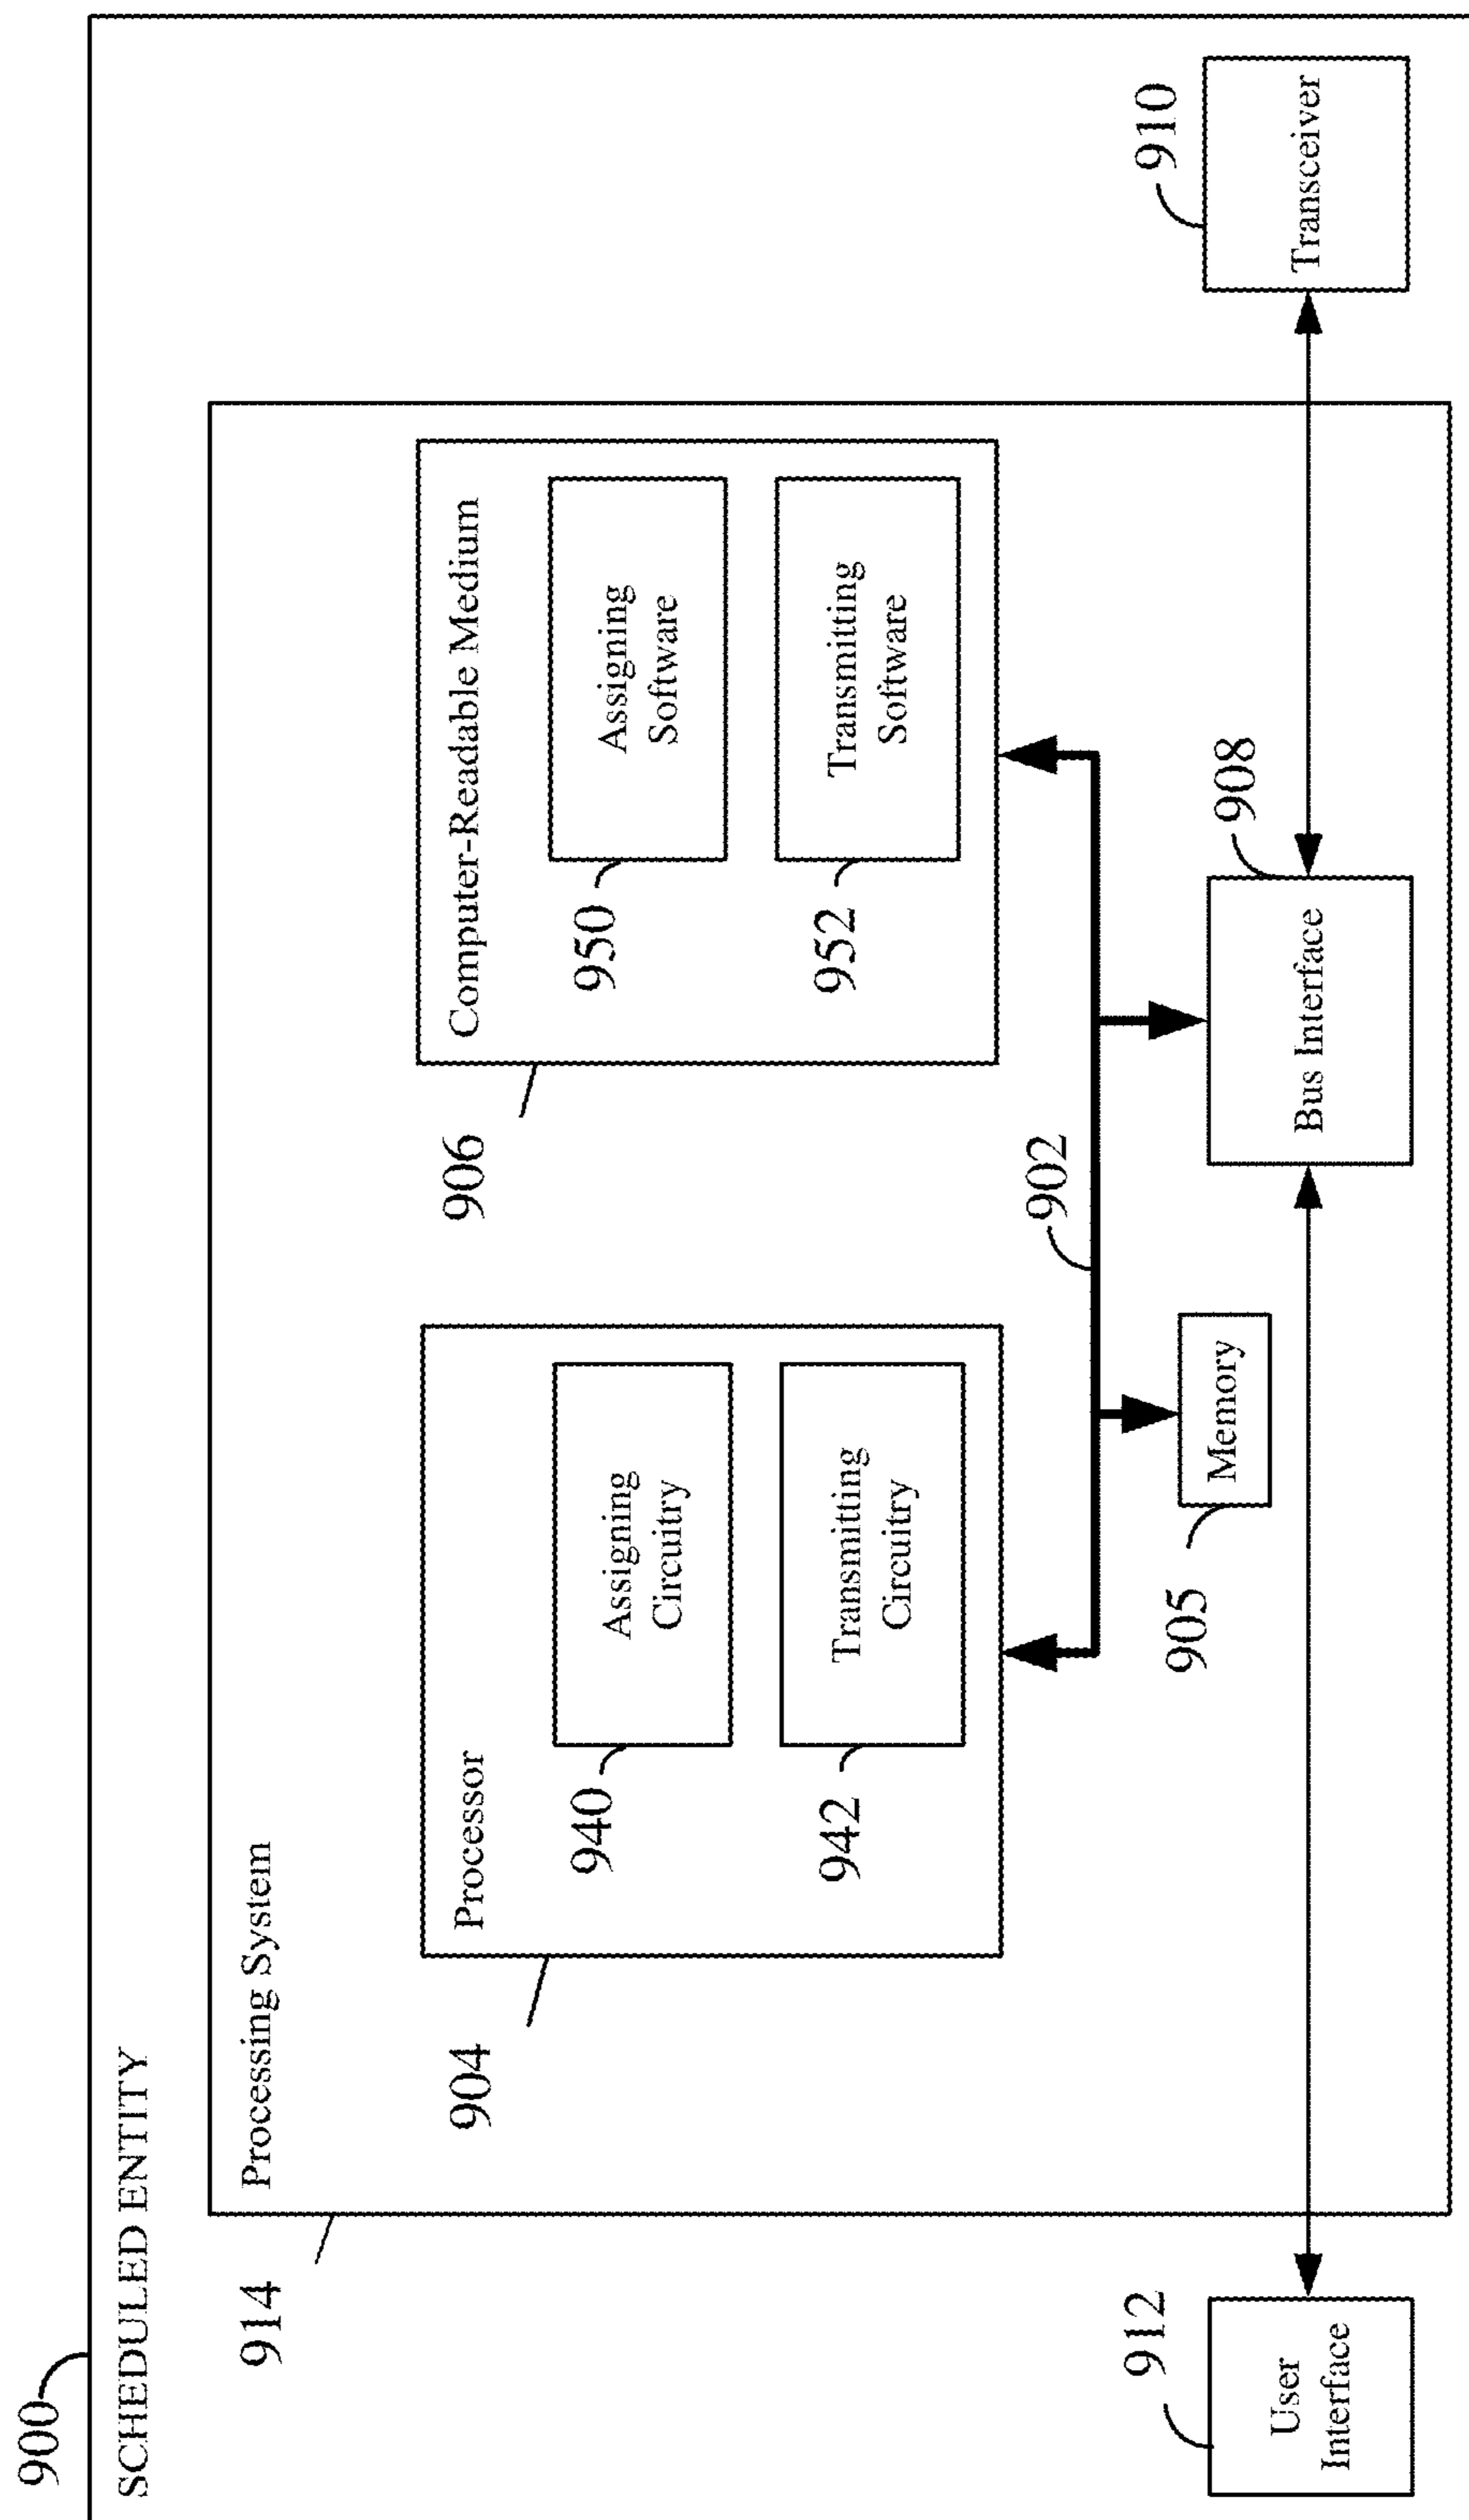 900
SCHEDULED ENTITY
914
Processing System
904
Processor
940
Assigning
Circuitry
942
Transmitting
Circuitry
906
Computer-Readable Medium
950
Assigning
Software
952
Transmitting
Software
902
905
Memory
912
User
Interface
908
Bus Interface
910
Transceiver